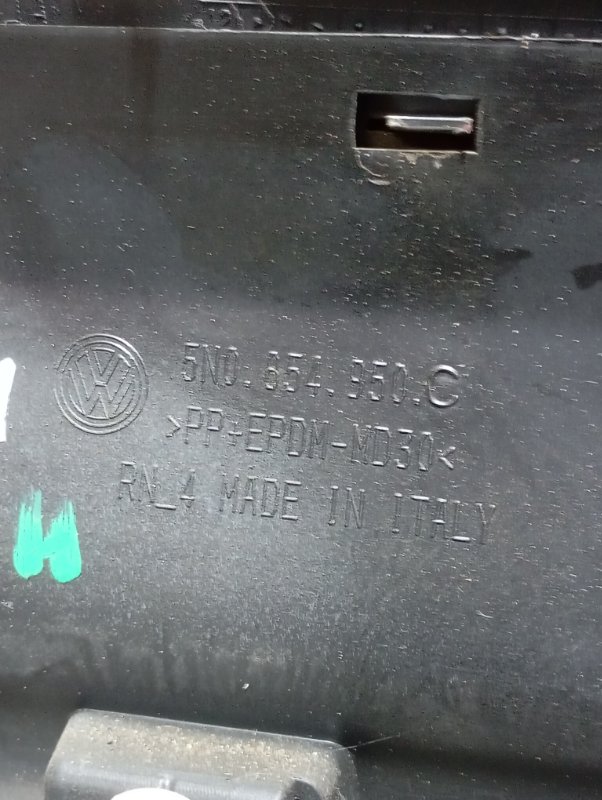 5N0.854.950.C
>PP+EPDM-MD30<
RN_4 MADE IN ITALY